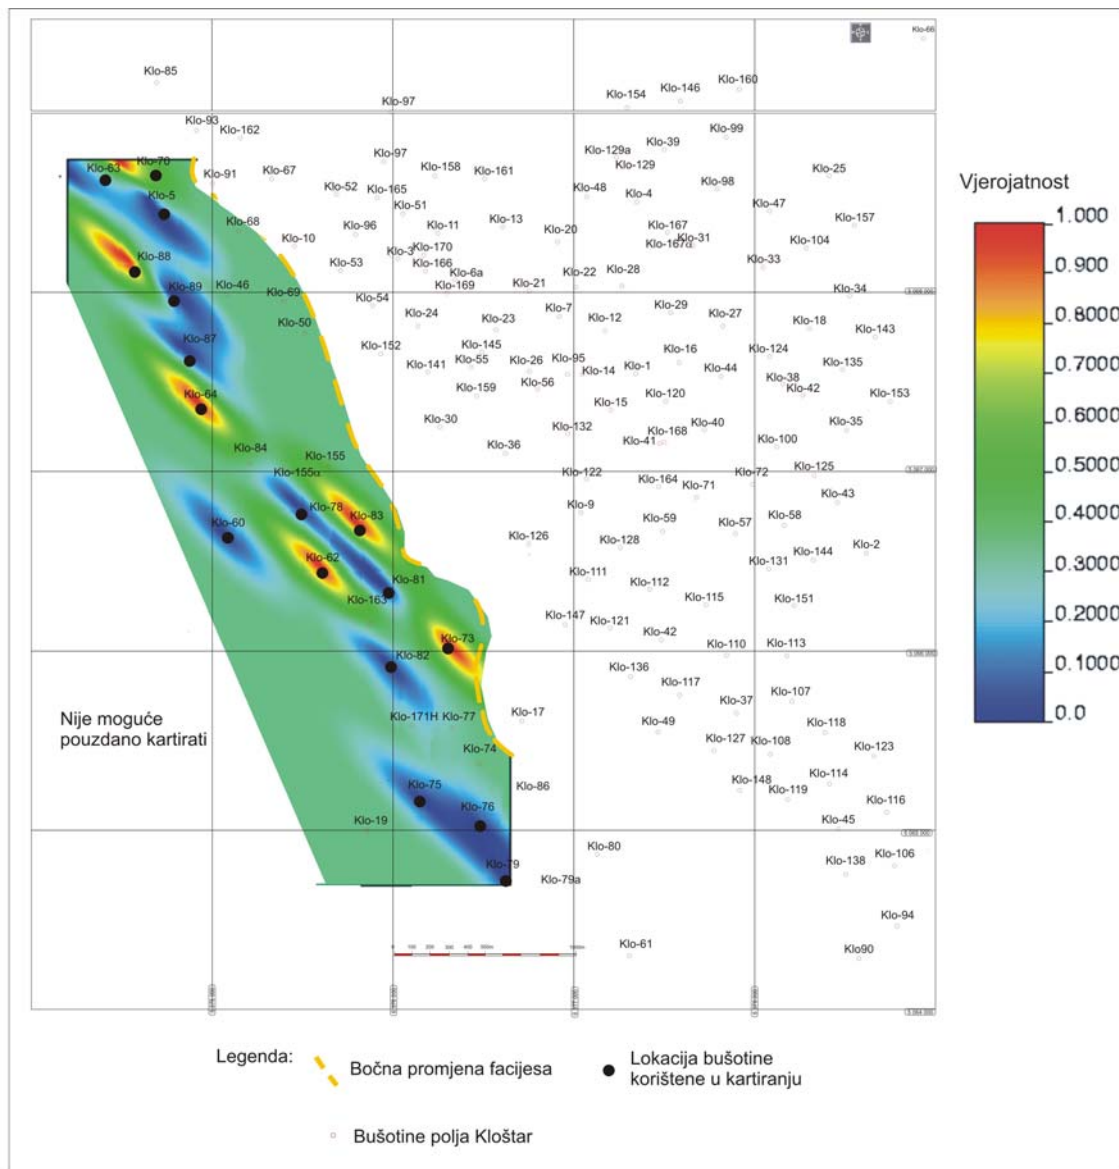 Klo-66
Klo-85
Klo-160
Klo-146
Klo-154
Klo-97
Klo-93
Klo-162
Klo-99
Klo-39
Klo-129a
Klo-129
Klo-97
Klo-158
Klo-161
Klo-25
Klo-63
Klo-70
Klo-91
Klo-67
Klo-52
Klo-165
Klo-48
Klo-4
Klo-98
Klo-5
Klo-51
Klo-47
Klo-157
Klo-68
Klo-96
Klo-11
Klo-13
Klo-20
Klo-167
Klo-31
Klo-10
Klo-3
Klo-170
Klo-167α
Klo-104
Klo-88
Klo-53
Klo-166
Klo-6a
Klo-22
Klo-28
Klo-33
Klo-89
Klo-46
Klo-69
Klo-54
Klo-169
Klo-21
Klo-34
Klo-50
Klo-24
Klo-23
Klo-7
Klo-12
Klo-29
Klo-27
Klo-18
Klo-143
Klo-87
Klo-152
Klo-145
Klo-141
Klo-55
Klo-26
Klo-95
Klo-14
Klo-1
Klo-16
Klo-44
Klo-124
Klo-135
Klo-64
Klo-159
Klo-56
Klo-15
Klo-120
Klo-38
Klo-42
Klo-153
Klo-30
Klo-132
Klo-41
Klo-168
Klo-40
Klo-35
Klo-84
Klo-155
Klo-36
Klo-100
Klo-155α
Klo-122
Klo-164
Klo-71
Klo-72
Klo-125
Klo-60
Klo-78
Klo-83
Klo-9
Klo-59
Klo-57
Klo-58
Klo-43
Klo-62
Klo-126
Klo-128
Klo-144
Klo-2
Klo-81
Klo-111
Klo-112
Klo-131
Klo-163
Klo-115
Klo-151
Klo-73
Klo-147
Klo-121
Klo-42
Klo-82
Klo-110
Klo-113
Klo-136
Klo-117
Klo-37
Klo-107
Klo-171H
Klo-77
Klo-17
Klo-49
Klo-118
Klo-74
Klo-127
Klo-108
Klo-123
Klo-75
Klo-86
Klo-148
Klo-119
Klo-114
Klo-76
Klo-116
Klo-19
Klo-45
Klo-80
Klo-79
Klo-79a
Klo-138
Klo-106
Klo-94
Klo-61
Klo90
Nije moguće
pouzdano kartirati
Vjerojatnost
1.000
0.900
0.8000
0.7000
0.6000
0.5000
0.4000
0.3000
0.2000
0.1000
0.0
0 100 200 300 400 500m 1000m
Legenda:
Bočna promjena facijesa
Lokacija bušotine
korištene u kartiranju
Bušotine polja Kloštar